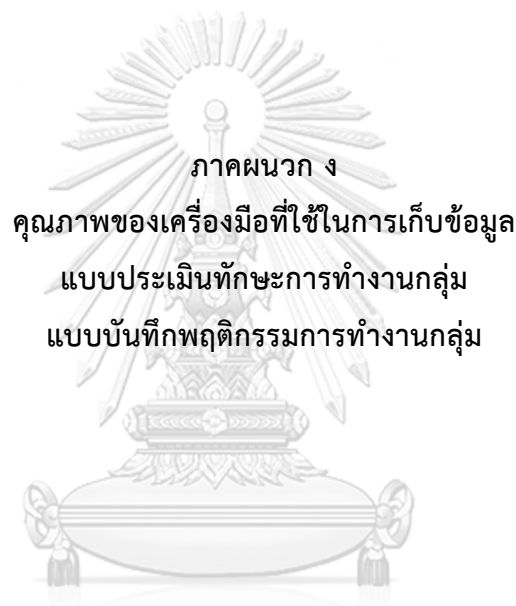 ภาคผนวก ง
คุณภาพของเครื่องมือที่ใช้ในการเก็บข้อมูล
แบบประเมินทักษะการทำงานกลุ่ม
แบบบันทึกพฤติกรรมการทำงานกลุ่ม